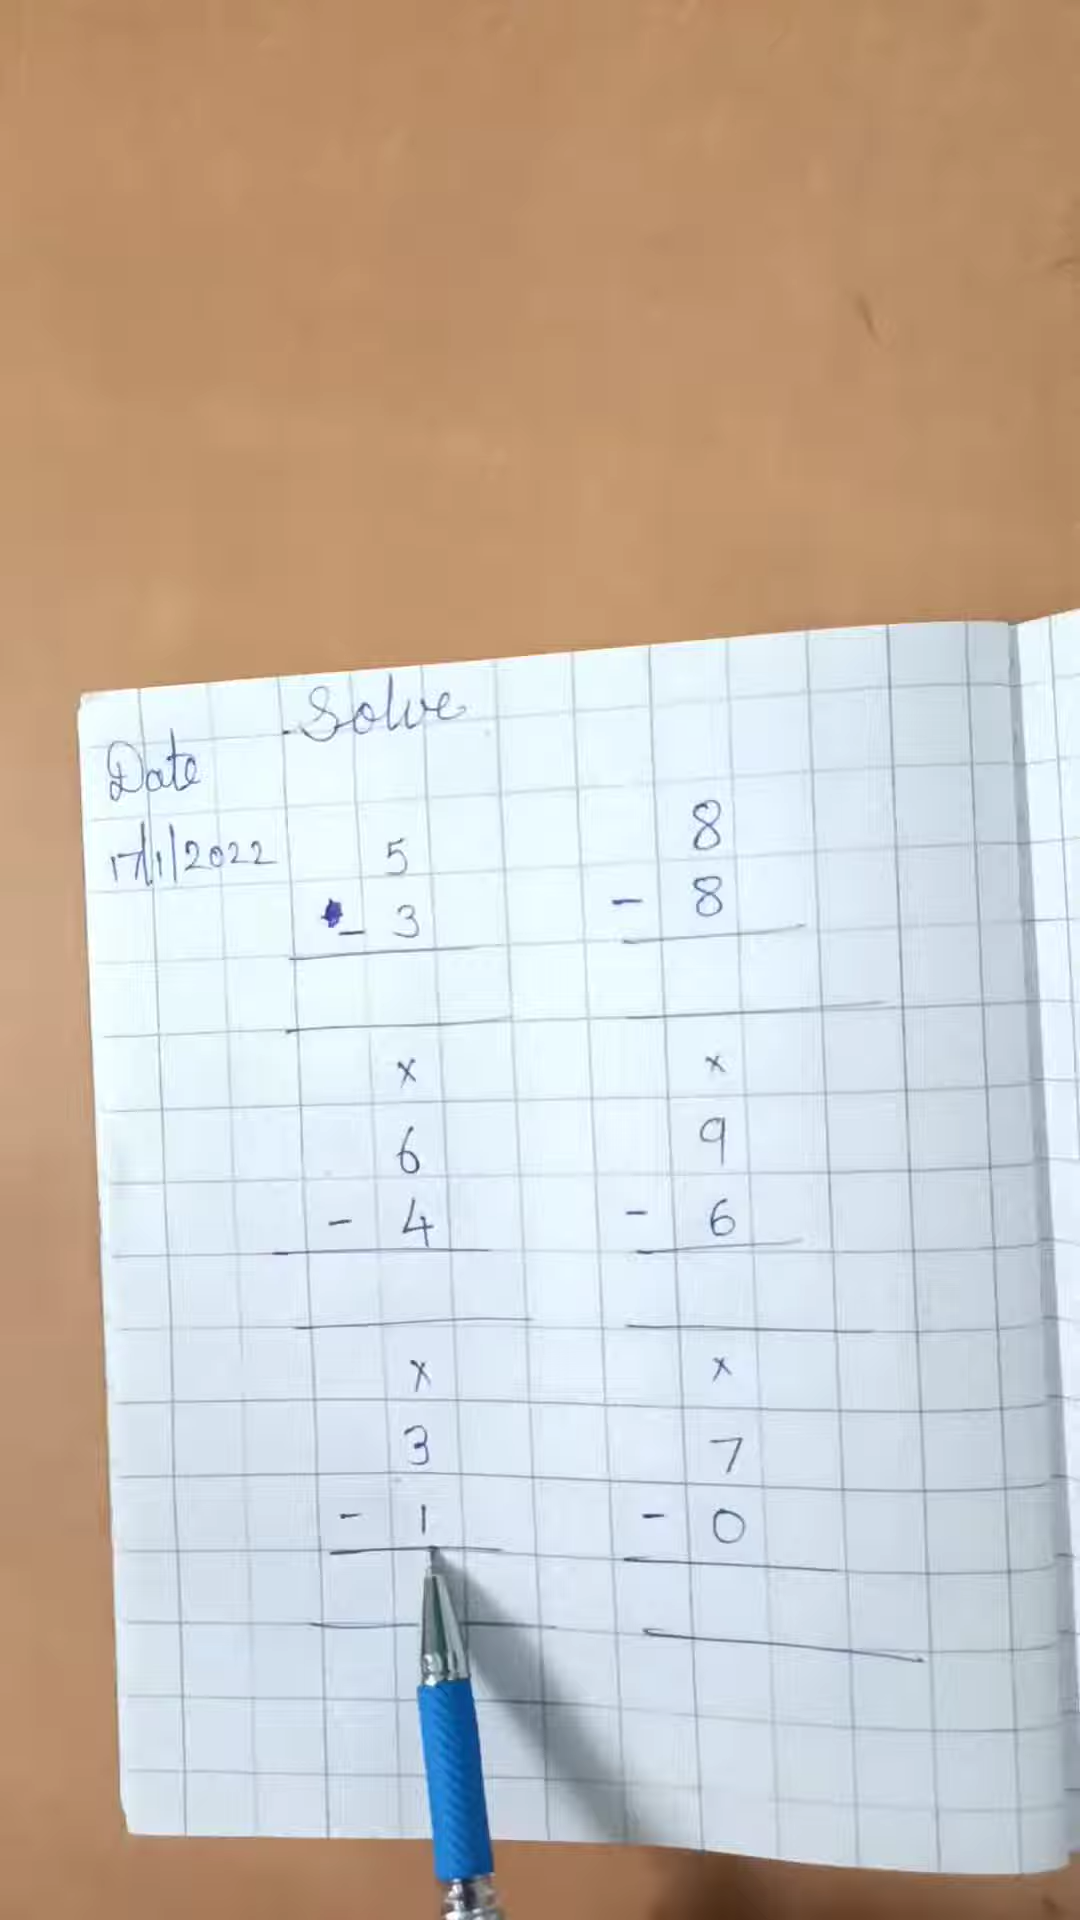 Solve
Date
17/1/2022
5 8
- 3 - 8
x x
6 9
- 4 - 6
x x
3 7
- 1 - 0